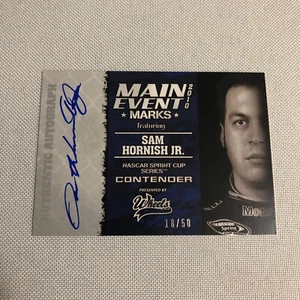 AUTHENTIC AUTOGRAPH
MAIN
EVENT
2010
MARKS
featuring
SAM
HORNISH JR.
NASCAR SPRINT CUP
SERIES™
CONTENDER
PRESENTED BY
Wheels
18/50